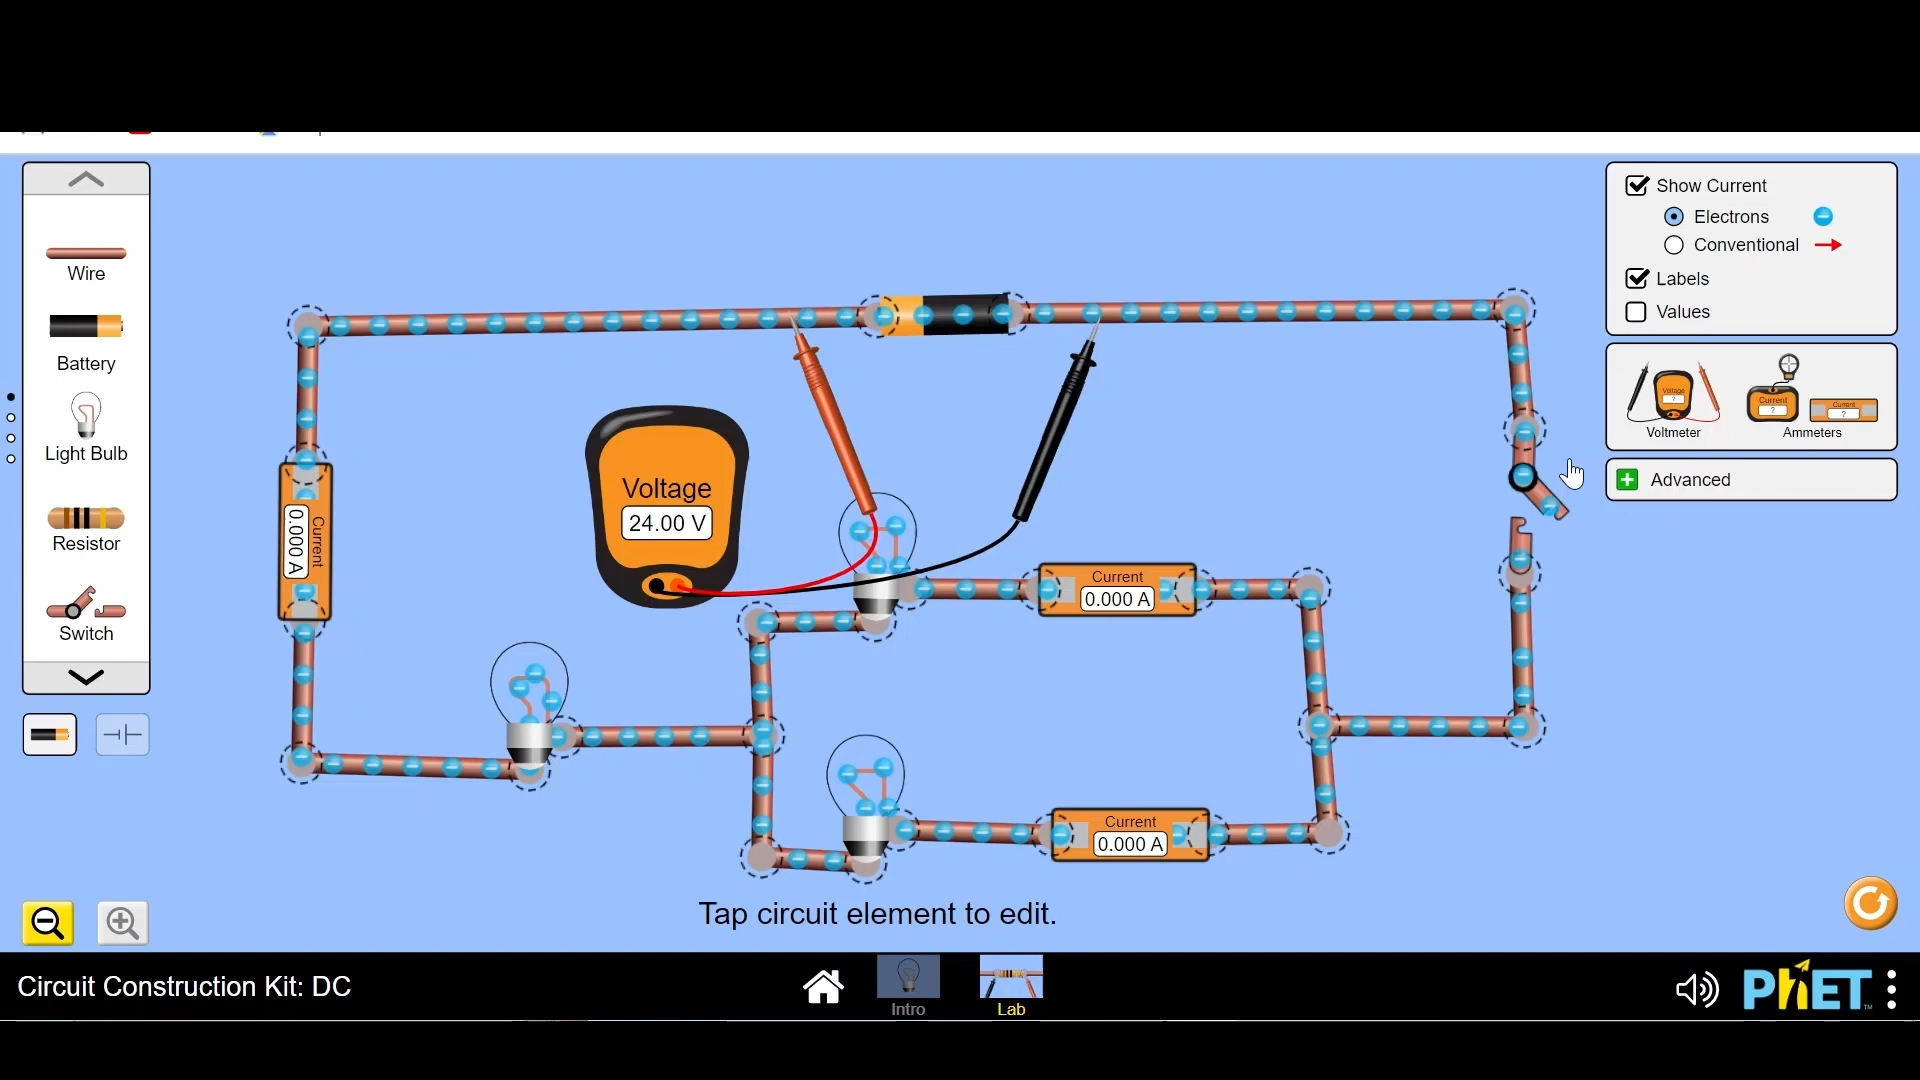 Wire
Battery
Light Bulb
Resistor
Switch
Current
0.000 A
Voltage
24.00 V
Current
0.000 A
Current
0.000 A
Tap circuit element to edit.
Show Current
Electrons
Conventional
Labels
Values
Voltage
?
Current
?
Current
?
Voltmeter
Ammeters
Advanced
Circuit Construction Kit: DC
Intro
Lab
PhET